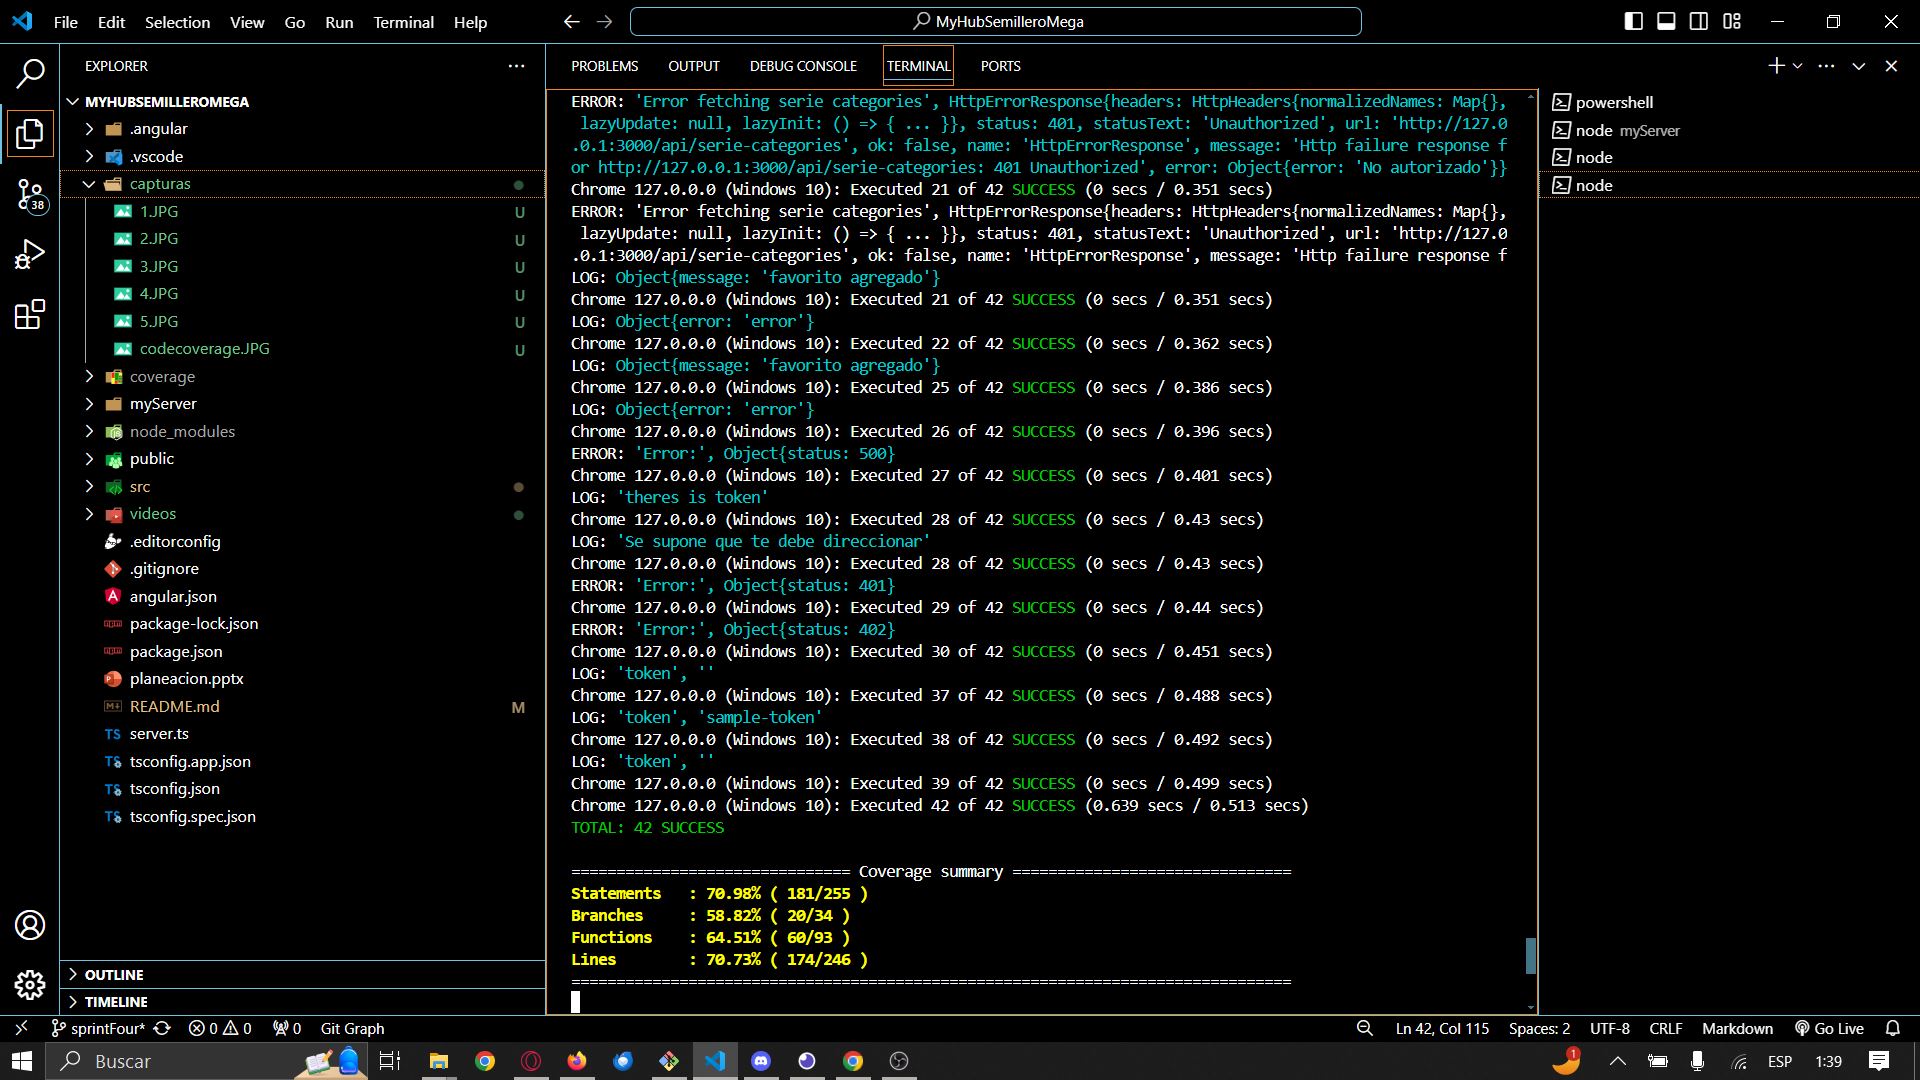 File Edit Selection View Go Run Terminal Help
MyHubSemilleroMega
EXPLORER
MYHUBSEMILLEROMEGA
.angular
.vscode
capturas
1.JPG U
2.JPG U
3.JPG U
4.JPG U
5.JPG U
codecoverage.JPG U
coverage
myServer
node_modules
public
src
videos
.editorconfig
.gitignore
angular.json
package-lock.json
package.json
planeacion.pptx
README.md M
TS server.ts
tsconfig.app.json
tsconfig.json
tsconfig.spec.json
OUTLINE
TIMELINE
38
PROBLEMS OUTPUT DEBUG CONSOLE TERMINAL PORTS
ERROR: 'Error fetching serie categories', HttpErrorResponse{headers: HttpHeaders{normalizedNames: Map{},
lazyUpdate: null, lazyInit: () => { ... }}, status: 401, statusText: 'Unauthorized', url: 'http://127.0
.0.1:3000/api/serie-categories', ok: false, name: 'HttpErrorResponse', message: 'Http failure response f
or http://127.0.0.1:3000/api/serie-categories: 401 Unauthorized', error: Object{error: 'No autorizado'}}
Chrome 127.0.0.0 (Windows 10): Executed 21 of 42 SUCCESS (0 secs / 0.351 secs)
ERROR: 'Error fetching serie categories', HttpErrorResponse{headers: HttpHeaders{normalizedNames: Map{},
lazyUpdate: null, lazyInit: () => { ... }}, status: 401, statusText: 'Unauthorized', url: 'http://127.0
.0.1:3000/api/serie-categories', ok: false, name: 'HttpErrorResponse', message: 'Http failure response f
LOG: Object{message: 'favorito agregado'}
Chrome 127.0.0.0 (Windows 10): Executed 21 of 42 SUCCESS (0 secs / 0.351 secs)
LOG: Object{error: 'error'}
Chrome 127.0.0.0 (Windows 10): Executed 22 of 42 SUCCESS (0 secs / 0.362 secs)
LOG: Object{message: 'favorito agregado'}
Chrome 127.0.0.0 (Windows 10): Executed 25 of 42 SUCCESS (0 secs / 0.386 secs)
LOG: Object{error: 'error'}
Chrome 127.0.0.0 (Windows 10): Executed 26 of 42 SUCCESS (0 secs / 0.396 secs)
ERROR: 'Error:', Object{status: 500}
Chrome 127.0.0.0 (Windows 10): Executed 27 of 42 SUCCESS (0 secs / 0.401 secs)
LOG: 'theres is token'
Chrome 127.0.0.0 (Windows 10): Executed 28 of 42 SUCCESS (0 secs / 0.43 secs)
LOG: 'Se supone que te debe direccionar'
Chrome 127.0.0.0 (Windows 10): Executed 28 of 42 SUCCESS (0 secs / 0.43 secs)
ERROR: 'Error:', Object{status: 401}
Chrome 127.0.0.0 (Windows 10): Executed 29 of 42 SUCCESS (0 secs / 0.44 secs)
ERROR: 'Error:', Object{status: 402}
Chrome 127.0.0.0 (Windows 10): Executed 30 of 42 SUCCESS (0 secs / 0.451 secs)
LOG: 'token', ''
Chrome 127.0.0.0 (Windows 10): Executed 37 of 42 SUCCESS (0 secs / 0.488 secs)
LOG: 'token', 'sample-token'
Chrome 127.0.0.0 (Windows 10): Executed 38 of 42 SUCCESS (0 secs / 0.492 secs)
LOG: 'token', ''
Chrome 127.0.0.0 (Windows 10): Executed 39 of 42 SUCCESS (0 secs / 0.499 secs)
Chrome 127.0.0.0 (Windows 10): Executed 42 of 42 SUCCESS (0.639 secs / 0.513 secs)
TOTAL: 42 SUCCESS
=============================== Coverage summary ===============================
Statements : 70.98% ( 181/255 )
Branches : 58.82% ( 20/34 )
Functions : 64.51% ( 60/93 )
Lines : 70.73% ( 174/246 )
================================================================================
powershell
node myServer
node
node
sprintFour* 0 0 0 Git Graph Ln 42, Col 115 Spaces: 2 UTF-8 CRLF Markdown Go Live
Buscar 1 ESP 1:39